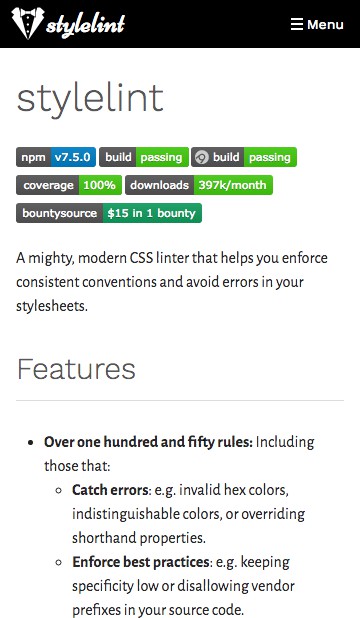 stylelint
Menu
stylelint
npm v7.5.0 build passing build passing
coverage 100% downloads 397k/month
bountysource $15 in 1 bounty
A mighty, modern CSS linter that helps you enforce
consistent conventions and avoid errors in your
stylesheets.
Features
Over one hundred and fifty rules: Including
those that:
Catch errors: e.g. invalid hex colors,
indistinguishable colors, or overriding
shorthand properties.
Enforce best practices: e.g. keeping
specificity low or disallowing vendor
prefixes in your source code.